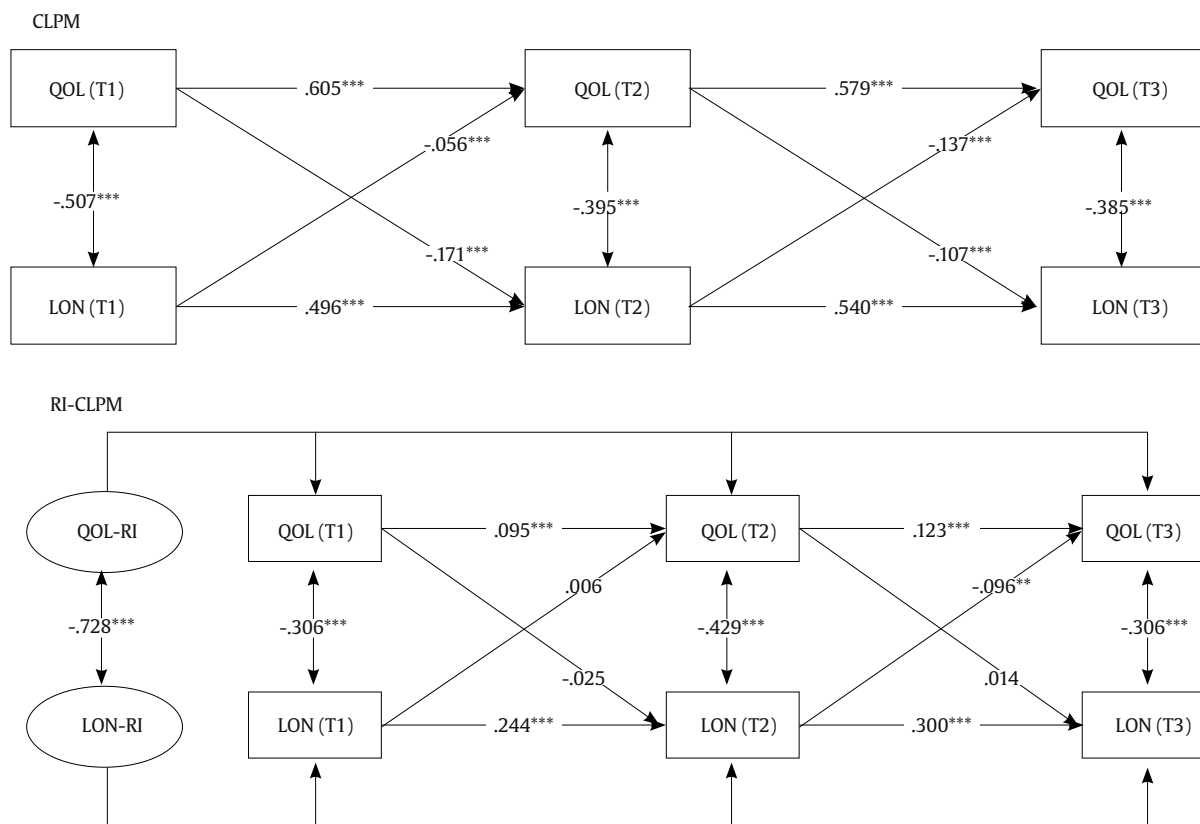 CLPM
QOL (T1) .605*** QOL (T2) .579*** QOL (T3)
-.056*** -.137***
-.507*** -.395*** -.385***
-.171*** -.107***
LON (T1) .496*** LON (T2) .540*** LON (T3)
RI-CLPM
QOL-RI QOL (T1) .095*** QOL (T2) .123*** QOL (T3)
.006 -.096**
-.728*** -.306*** -.429*** -.306***
-.025 .014
LON-RI LON (T1) .244*** LON (T2) .300*** LON (T3)